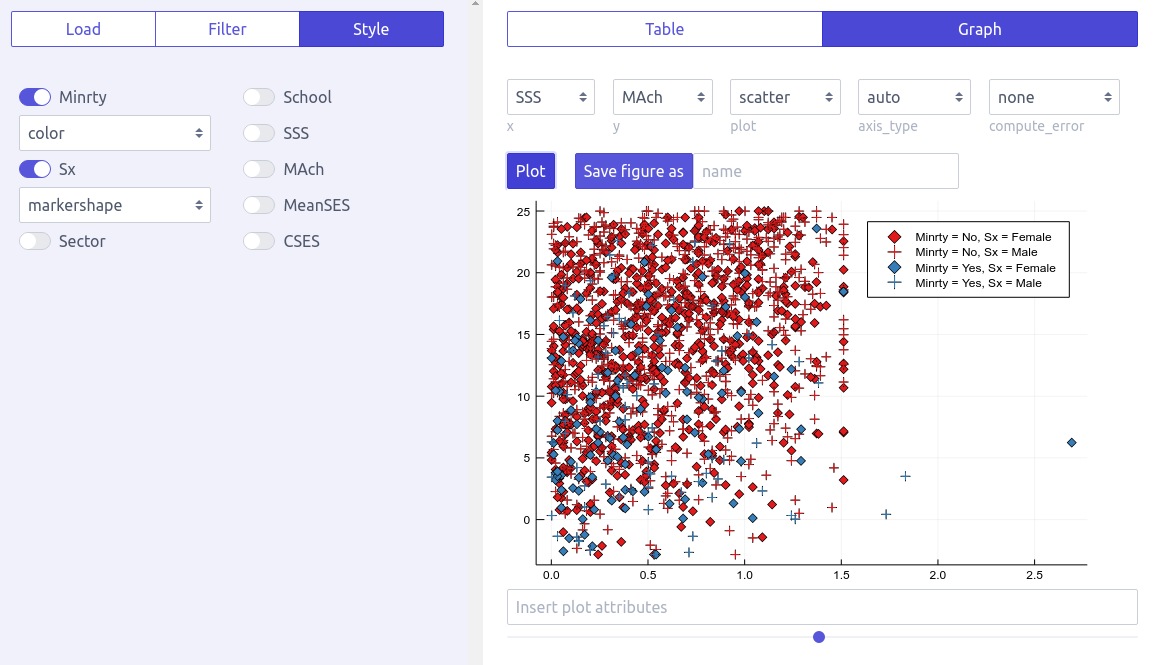 Load Filter Style
Table Graph
Minrty
School
color
SSS
Sx
MAch
markershape
MeanSES
Sector
CSES
SSS MAch scatter auto none
x y plot axis_type compute_error
Plot Save figure as name
25
20
15
10
5
0
0.0 0.5 1.0 1.5 2.0 2.5
Minrty = No, Sx = Female
Minrty = No, Sx = Male
Minrty = Yes, Sx = Female
Minrty = Yes, Sx = Male
Insert plot attributes